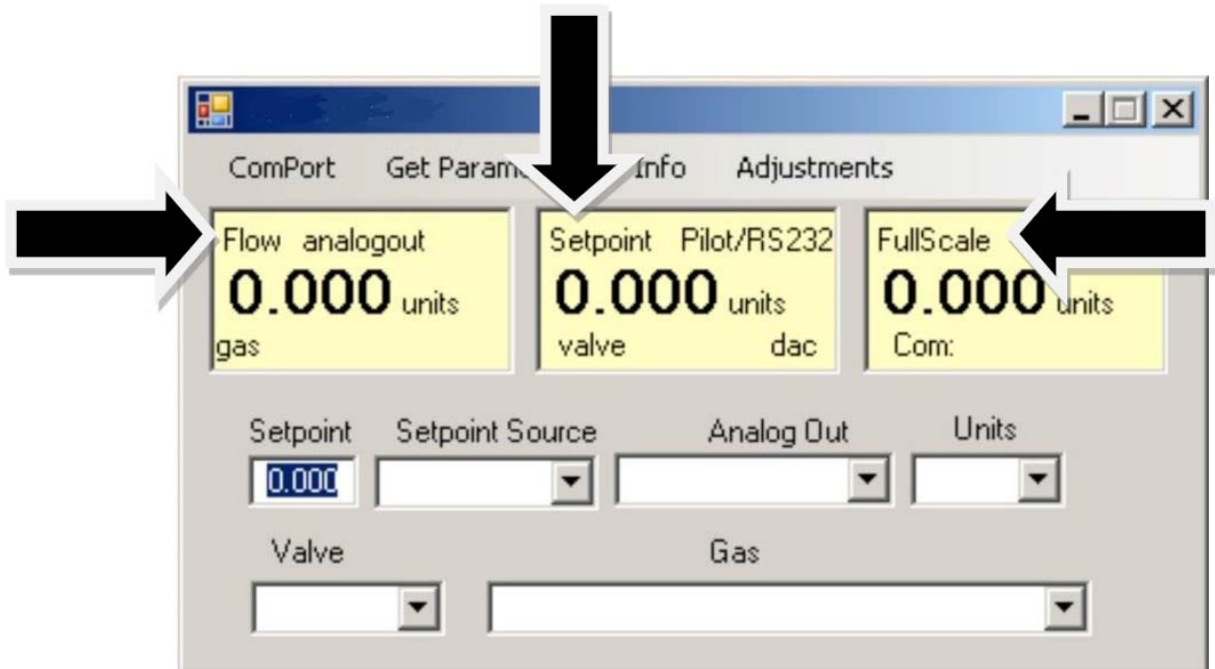 ComPort Get Param Info Adjustments
Flow analogout
0.000 units
gas
Setpoint Pilot/RS232
0.000 units
valve dac
FullScale
0.000 units
Com:
Setpoint Setpoint Source Analog Out Units
0.000
Valve Gas